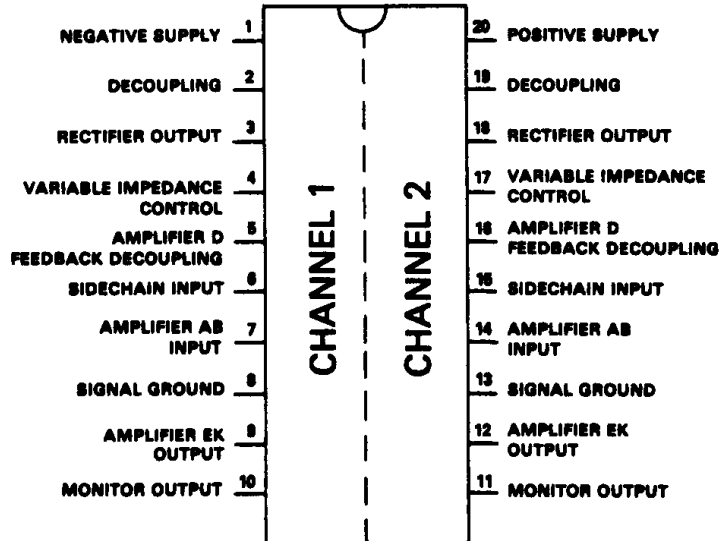 NEGATIVE SUPPLY 1
20 POSITIVE SUPPLY
DECOUPLING 2
19 DECOUPLING
RECTIFIER OUTPUT 3
18 RECTIFIER OUTPUT
VARIABLE IMPEDANCE 4
CONTROL
17 VARIABLE IMPEDANCE
CONTROL
AMPLIFIER D 5
FEEDBACK DECOUPLING
16 AMPLIFIER D
FEEDBACK DECOUPLING
SIDECHAIN INPUT 6
15 SIDECHAIN INPUT
AMPLIFIER AB 7
INPUT
14 AMPLIFIER AB
INPUT
SIGNAL GROUND 8
13 SIGNAL GROUND
AMPLIFIER EK 9
OUTPUT
12 AMPLIFIER EK
OUTPUT
MONITOR OUTPUT 10
11 MONITOR OUTPUT
CHANNEL 1
CHANNEL 2